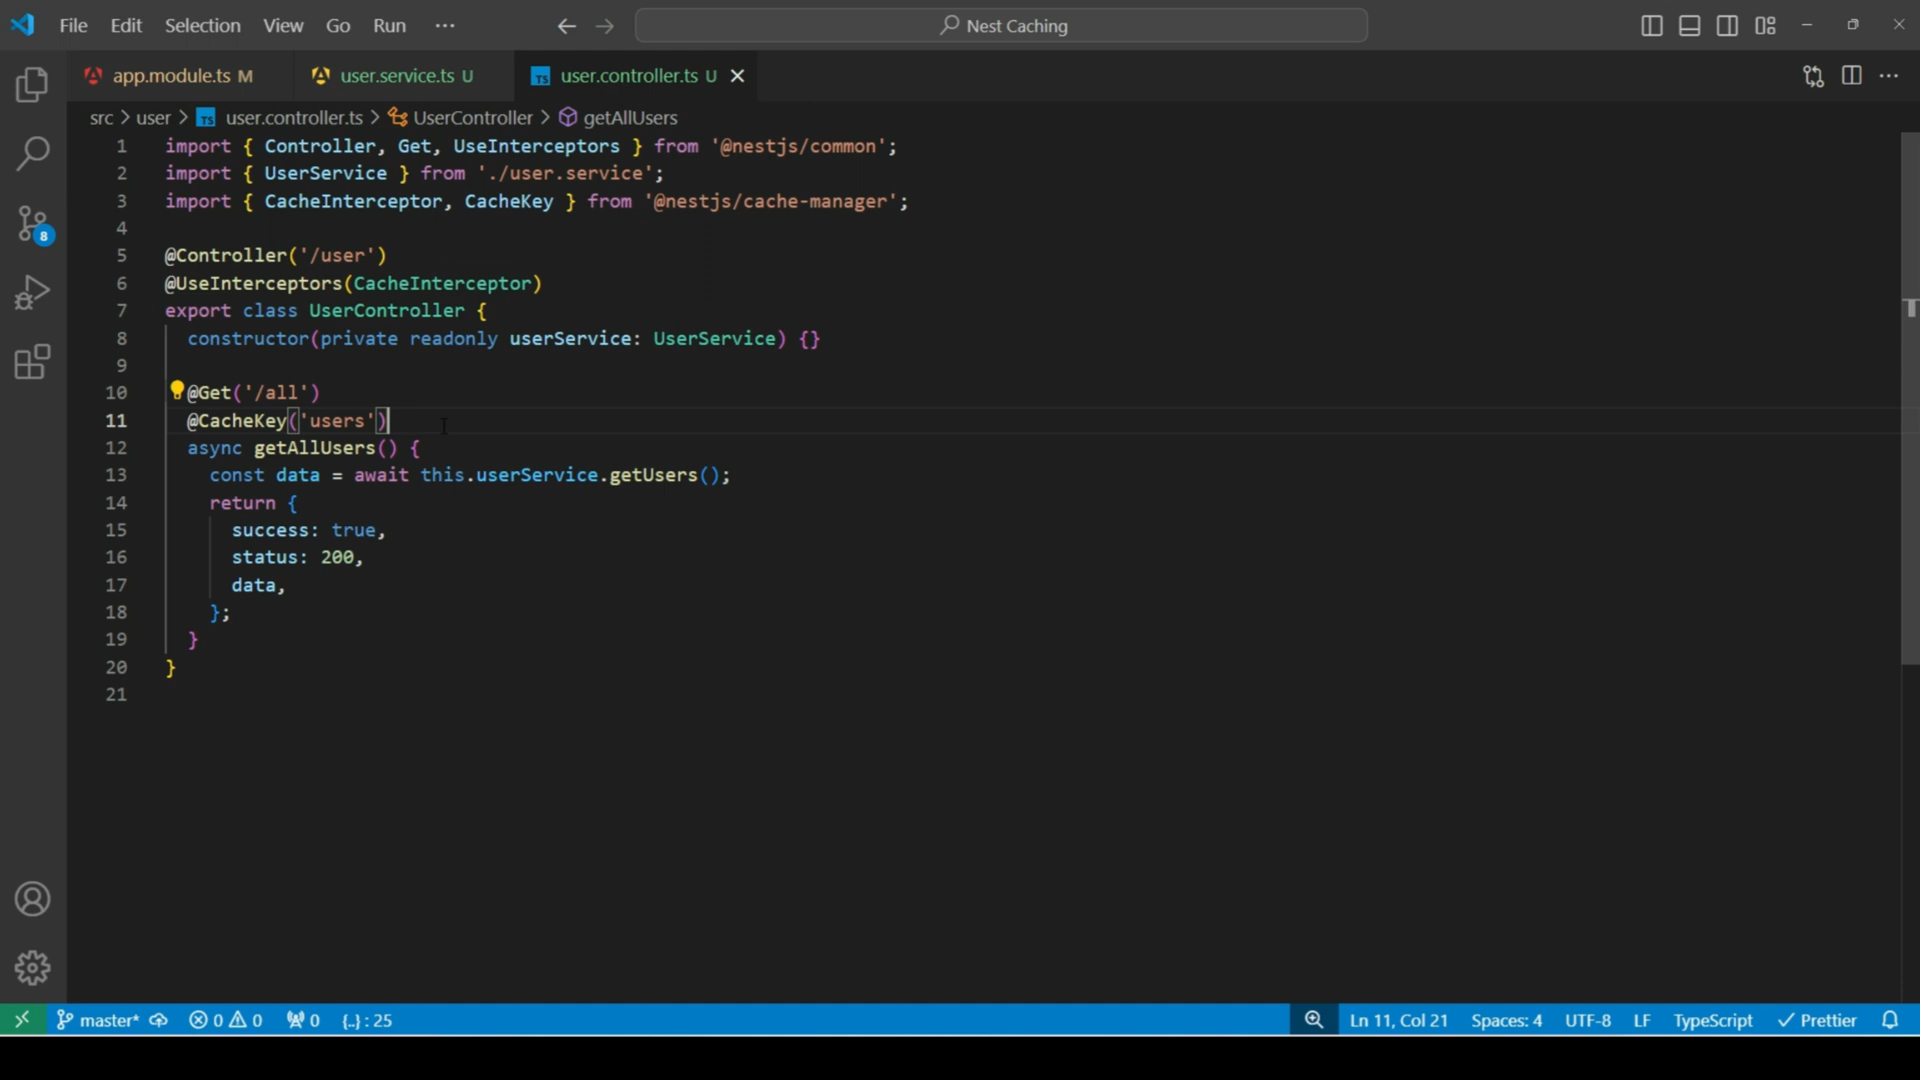 File Edit Selection View Go Run ··· Nest Caching
app.module.ts M user.service.ts U TS user.controller.ts U
src > user > TS user.controller.ts > UserController > getAllUsers
1 import { Controller, Get, UseInterceptors } from '@nestjs/common';
2 import { UserService } from './user.service';
3 import { CacheInterceptor, CacheKey } from '@nestjs/cache-manager';
4
5 @Controller('/user')
6 @UseInterceptors(CacheInterceptor)
7 export class UserController {
8 constructor(private readonly userService: UserService) {}
9
10 @Get('/all')
11 @CacheKey('users')
12 async getAllUsers() {
13 const data = await this.userService.getUsers();
14 return {
15 success: true,
16 status: 200,
17 data,
18 };
19 }
20 }
21
8
master* 0 0 0 {..} : 25 Ln 11, Col 21 Spaces: 4 UTF-8 LF TypeScript Prettier